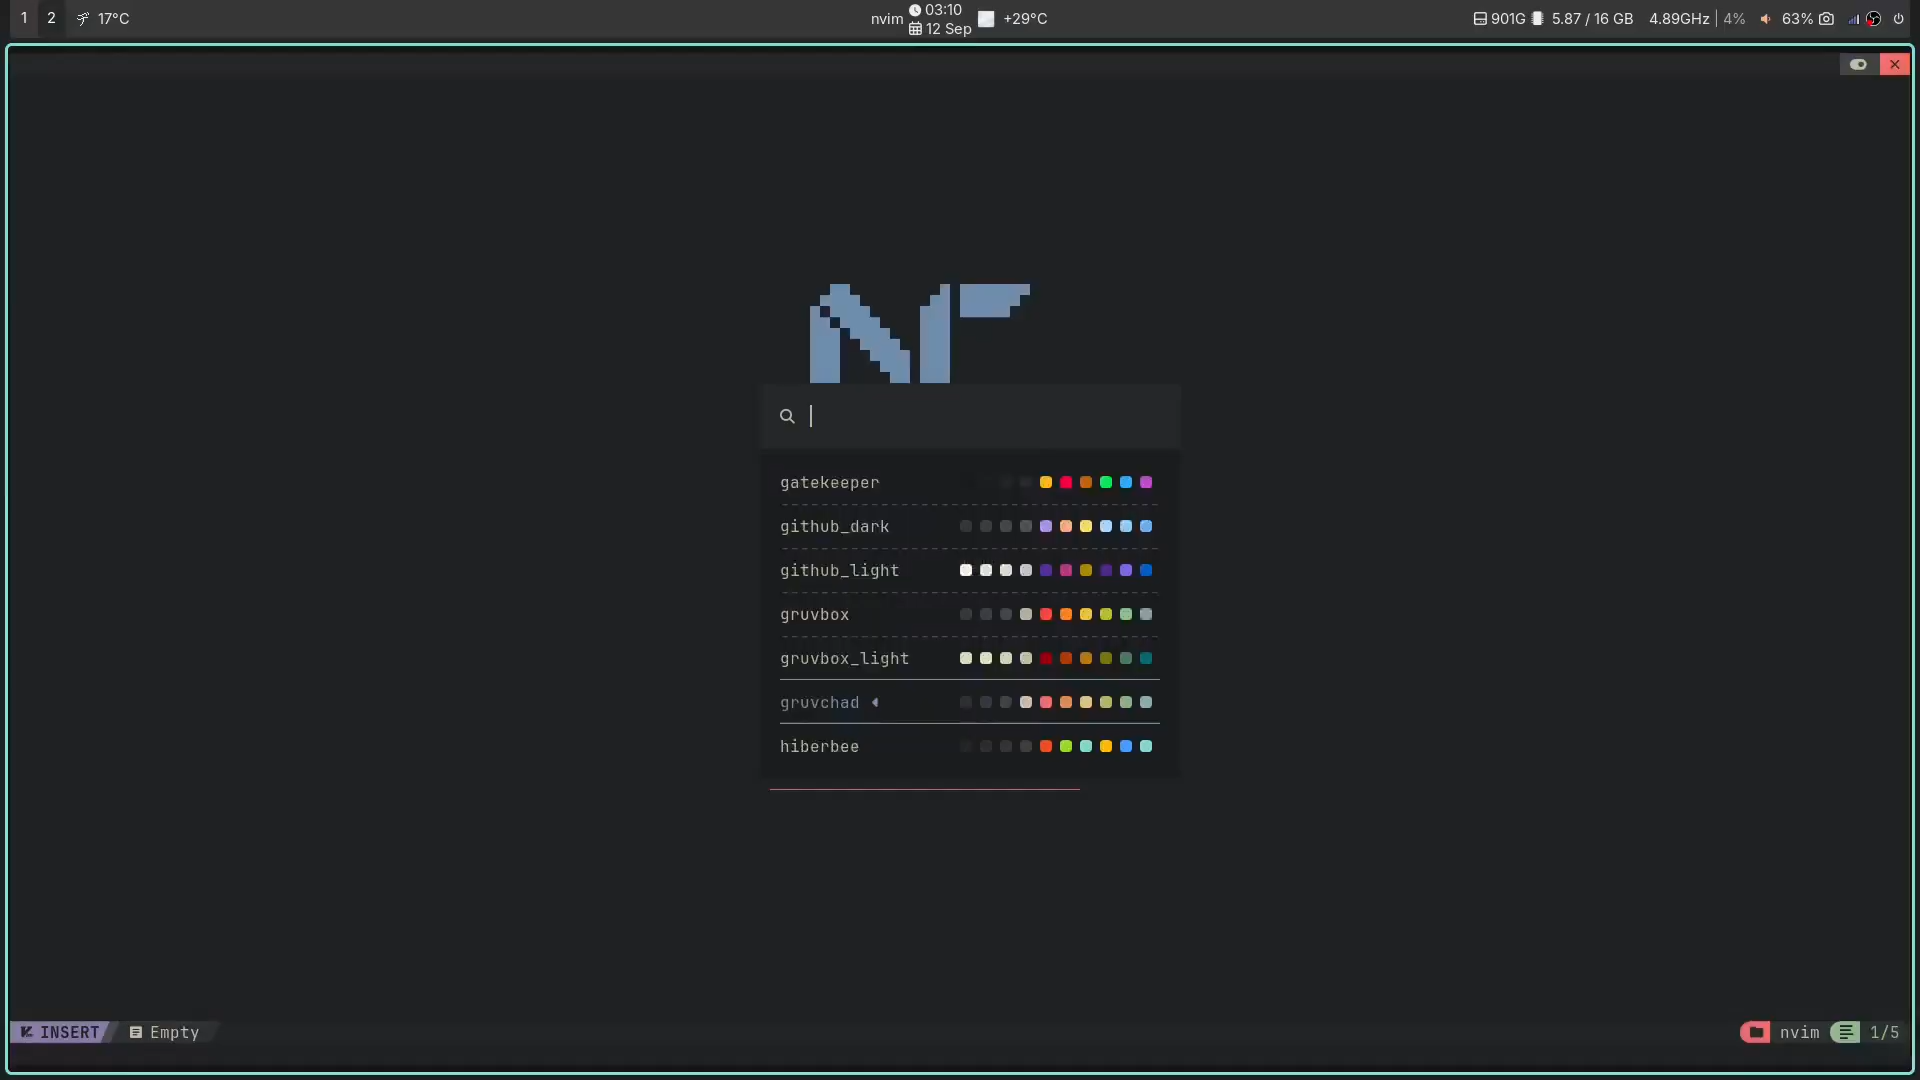 1 2 17°C
nvim 03:10 +29°C
12 Sep
901G 5.87 / 16 GB 4.89GHz | 4% 63%
gatekeeper
github_dark
github_light
gruvbox
gruvbox_light
gruvchad
hiberbee
INSERT Empty
nvim 1/5